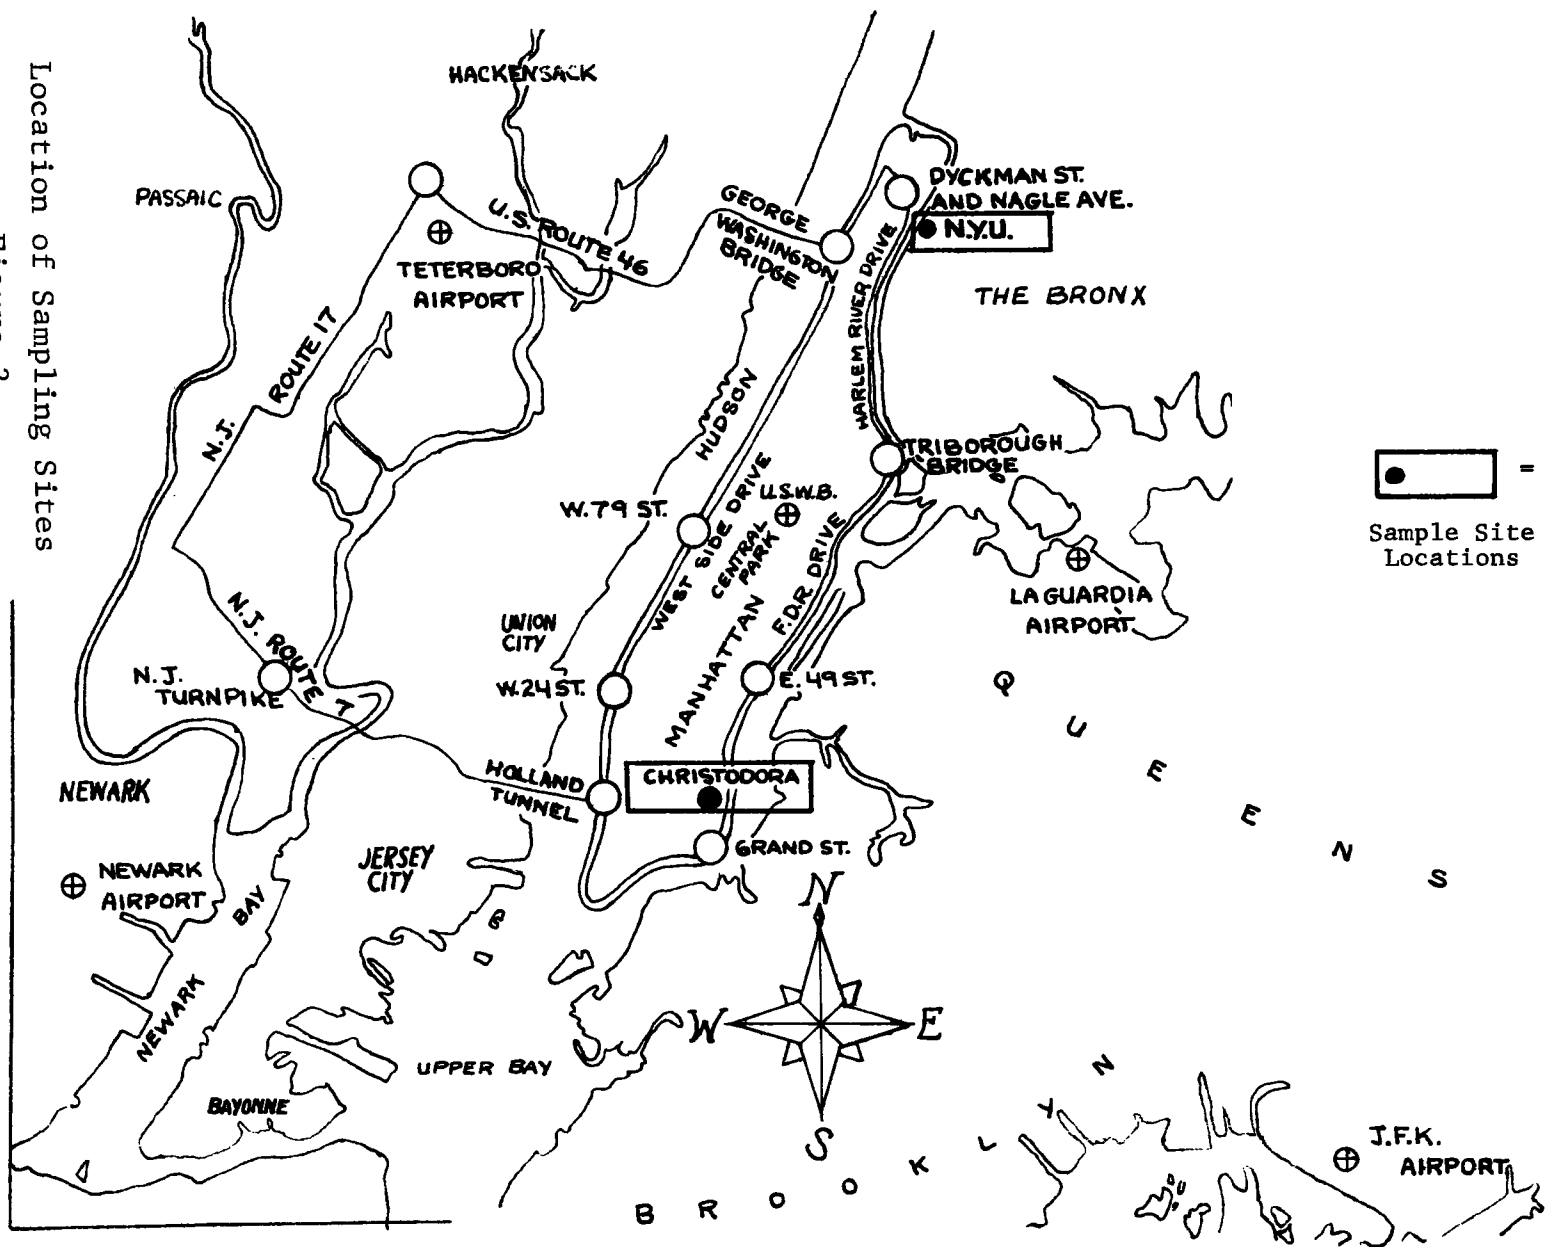 Location of Sampling Sites
HACKENSACK
PASSAIC
GEORGE
WASHINGTON
BRIDGE
DYCKMAN ST.
AND NAGLE AVE.
N.Y.U.
U.S. ROUTE 46
TETERBORO
AIRPORT
THE BRONX
N.J. ROUTE 17
HARLEM RIVER DRIVE
HUDSON
TRIBOROUGH
BRIDGE
W. 79 ST.
WEST SIDE DRIVE
U.S.W.B.
CENTRAL
PARK
F.D.R. DRIVE
=
Sample Site
Locations
LA GUARDIA
AIRPORT
UNION
CITY
MANHATTAN
N.J. ROUTE 7
N.J.
TURNPIKE
W. 24 ST.
E. 49 ST.
QUEENS
NEWARK
HOLLAND
TUNNEL
CHRISTODORA
GRAND ST.
JERSEY
CITY
NEWARK
AIRPORT
NEWARK BAY
N
W
E
S
UPPER BAY
BAYONNE
BROOKLYN
J.F.K.
AIRPORT